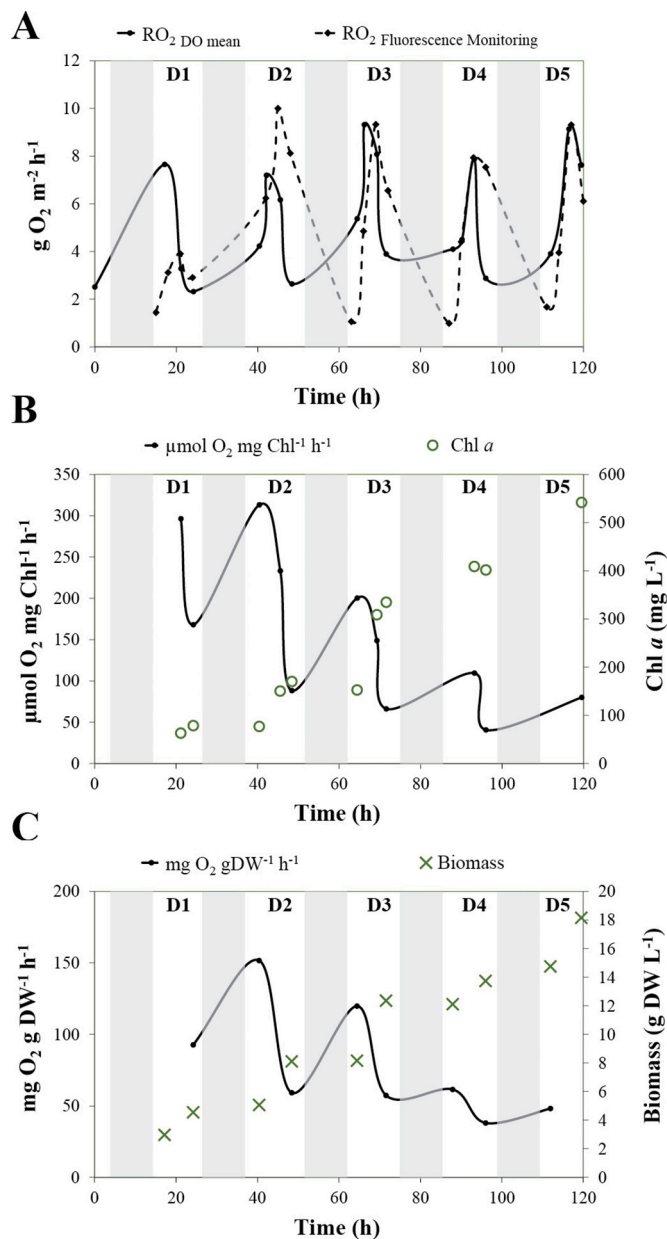 A
RO₂ DO mean RO₂ Fluorescence Monitoring
D1 D2 D3 D4 D5
12
10
8
6
4
2
0
g O₂ m⁻² h⁻¹
0 20 40 60 80 100 120
Time (h)
B
µmol O₂ mg Chl⁻¹ h⁻¹ Chl a
D1 D2 D3 D4 D5
350 600
300 500
250 400
200 300
150 200
100 100
50
0 0
µmol O₂ mg Chl⁻¹ h⁻¹
Chl a (mg L⁻¹)
0 20 40 60 80 100 120
Time (h)
C
mg O₂ gDW⁻¹ h⁻¹ Biomass
D1 D2 D3 D4 D5
200 20
18
150 16
14
12
100 10
8
50 6
4
2
0 0
mg O₂ g DW⁻¹ h⁻¹
Biomass (g DW L⁻¹)
0 20 40 60 80 100 120
Time (h)